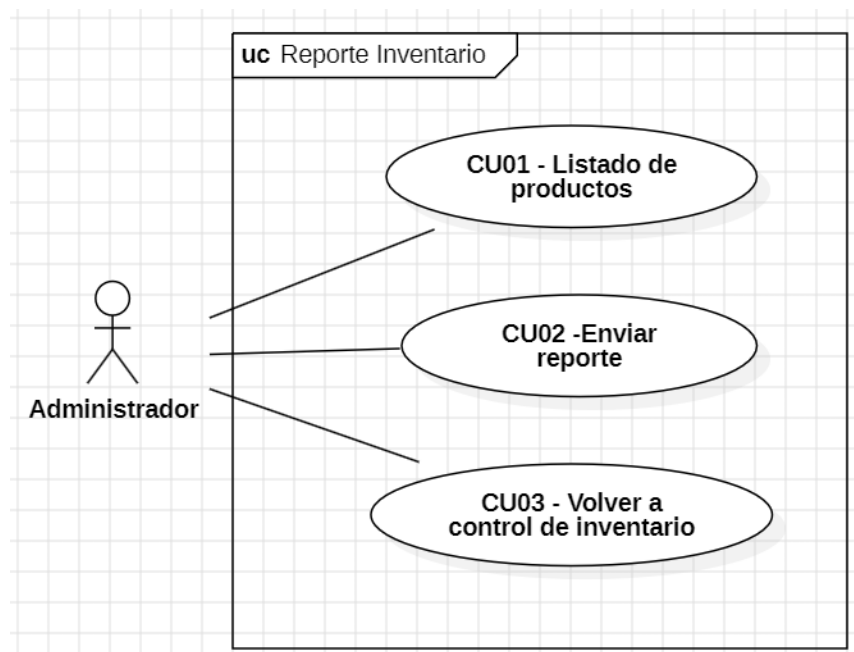 uc Reporte Inventario
CU01 - Listado de
productos
CU02 -Enviar
reporte
Administrador
CU03 - Volver a
control de inventario